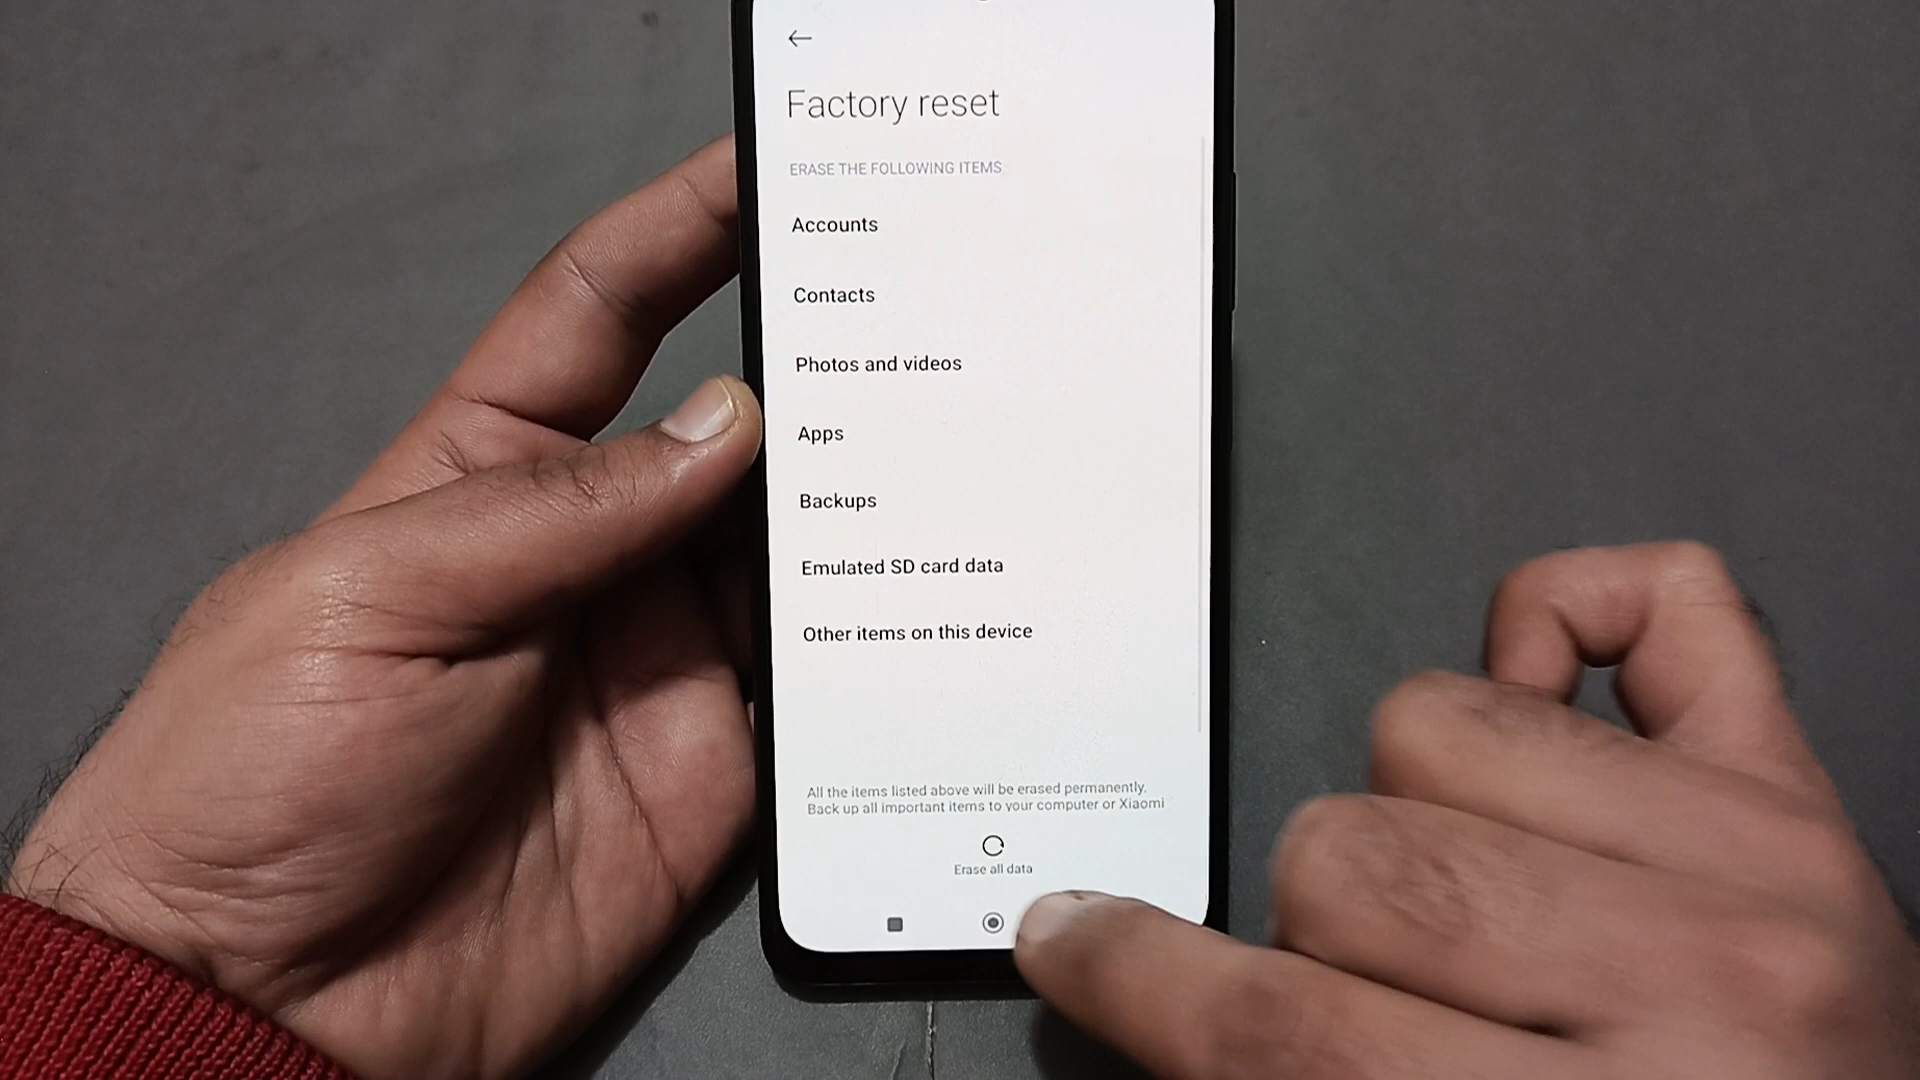 Factory reset
ERASE THE FOLLOWING ITEMS
Accounts
Contacts
Photos and videos
Apps
Backups
Emulated SD card data
Other items on this device
All the items listed above will be erased permanently.
Back up all important items to your computer or Xiaomi
Erase all data